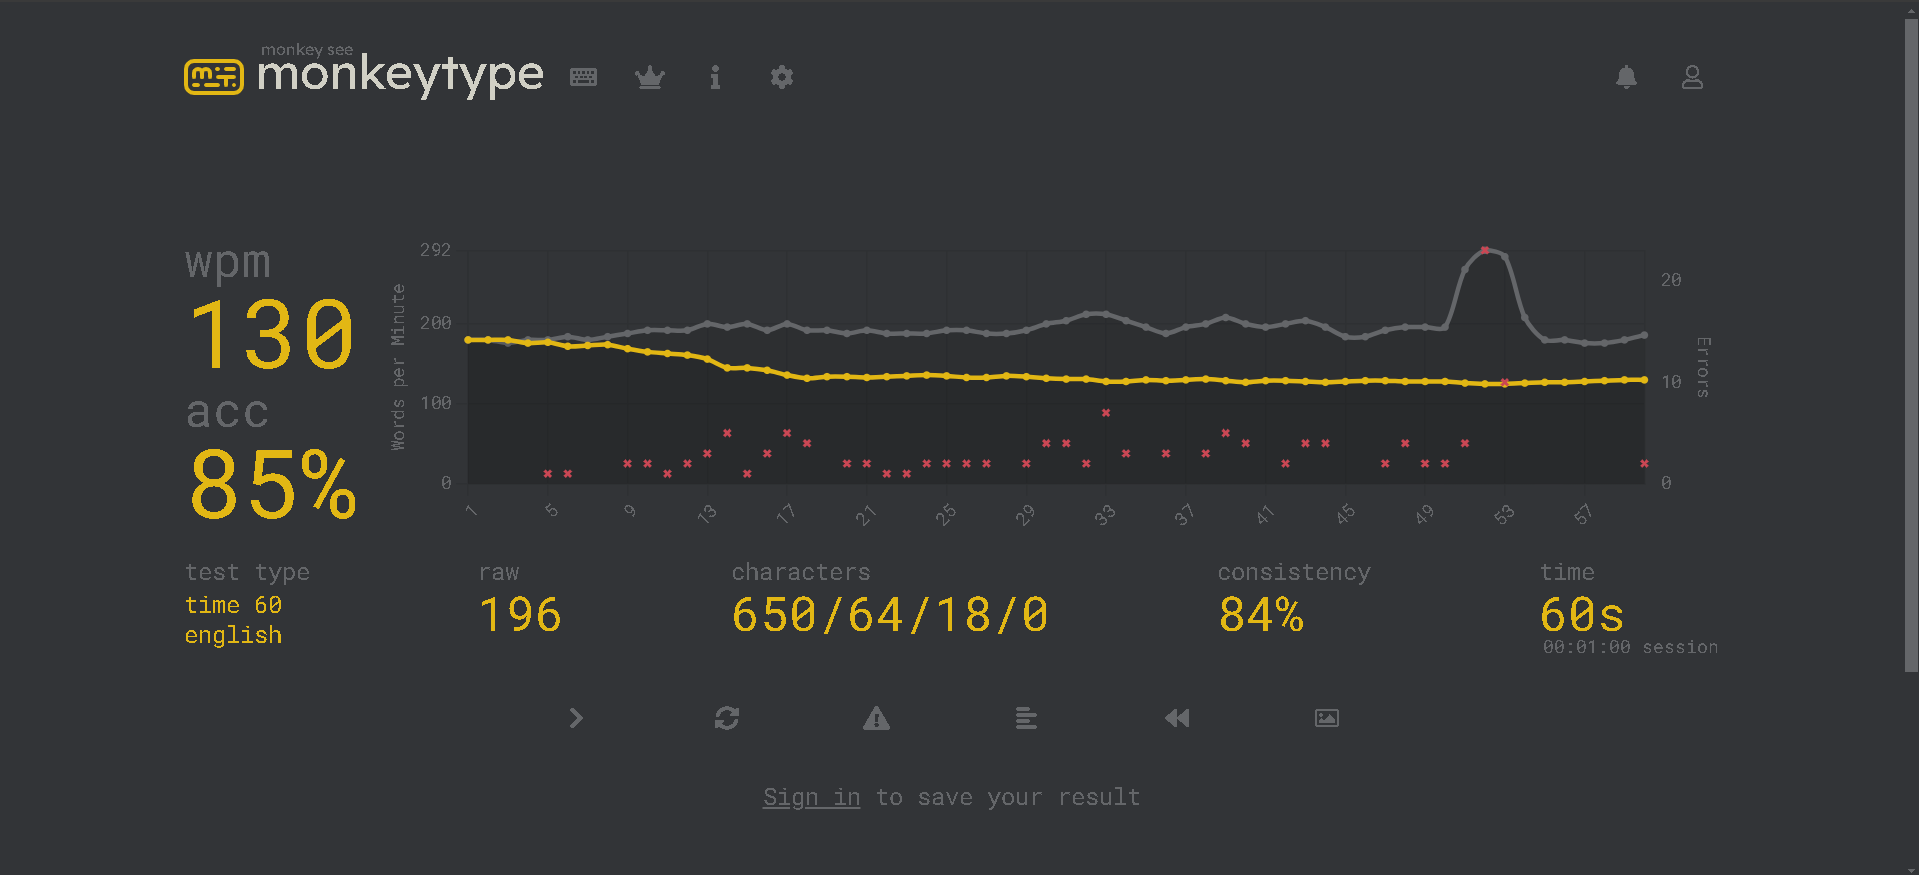 monkey see
monkeytype
wpm
130
acc
85%
Words per Minute
292
200
100
0
Errors
20
10
0
1 5 9 13 17 21 25 29 33 37 41 45 49 53 57
test type
time 60
english
raw
196
characters
650/64/18/0
consistency
84%
time
60s
00:01:00 session
Sign in to save your result